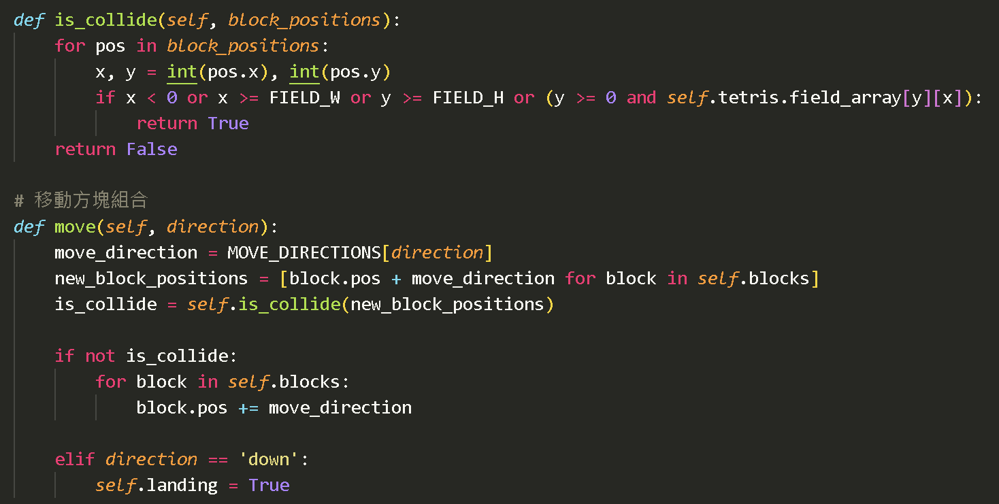 def is_collide(self, block_positions):
    for pos in block_positions:
        x, y = int(pos.x), int(pos.y)
        if x < 0 or x >= FIELD_W or y >= FIELD_H or (y >= 0 and self.tetris.field_array[y][x]):
            return True
    return False

# 移動方塊組合
def move(self, direction):
    move_direction = MOVE_DIRECTIONS[direction]
    new_block_positions = [block.pos + move_direction for block in self.blocks]
    is_collide = self.is_collide(new_block_positions)

    if not is_collide:
        for block in self.blocks:
            block.pos += move_direction

    elif direction == 'down':
        self.landing = True